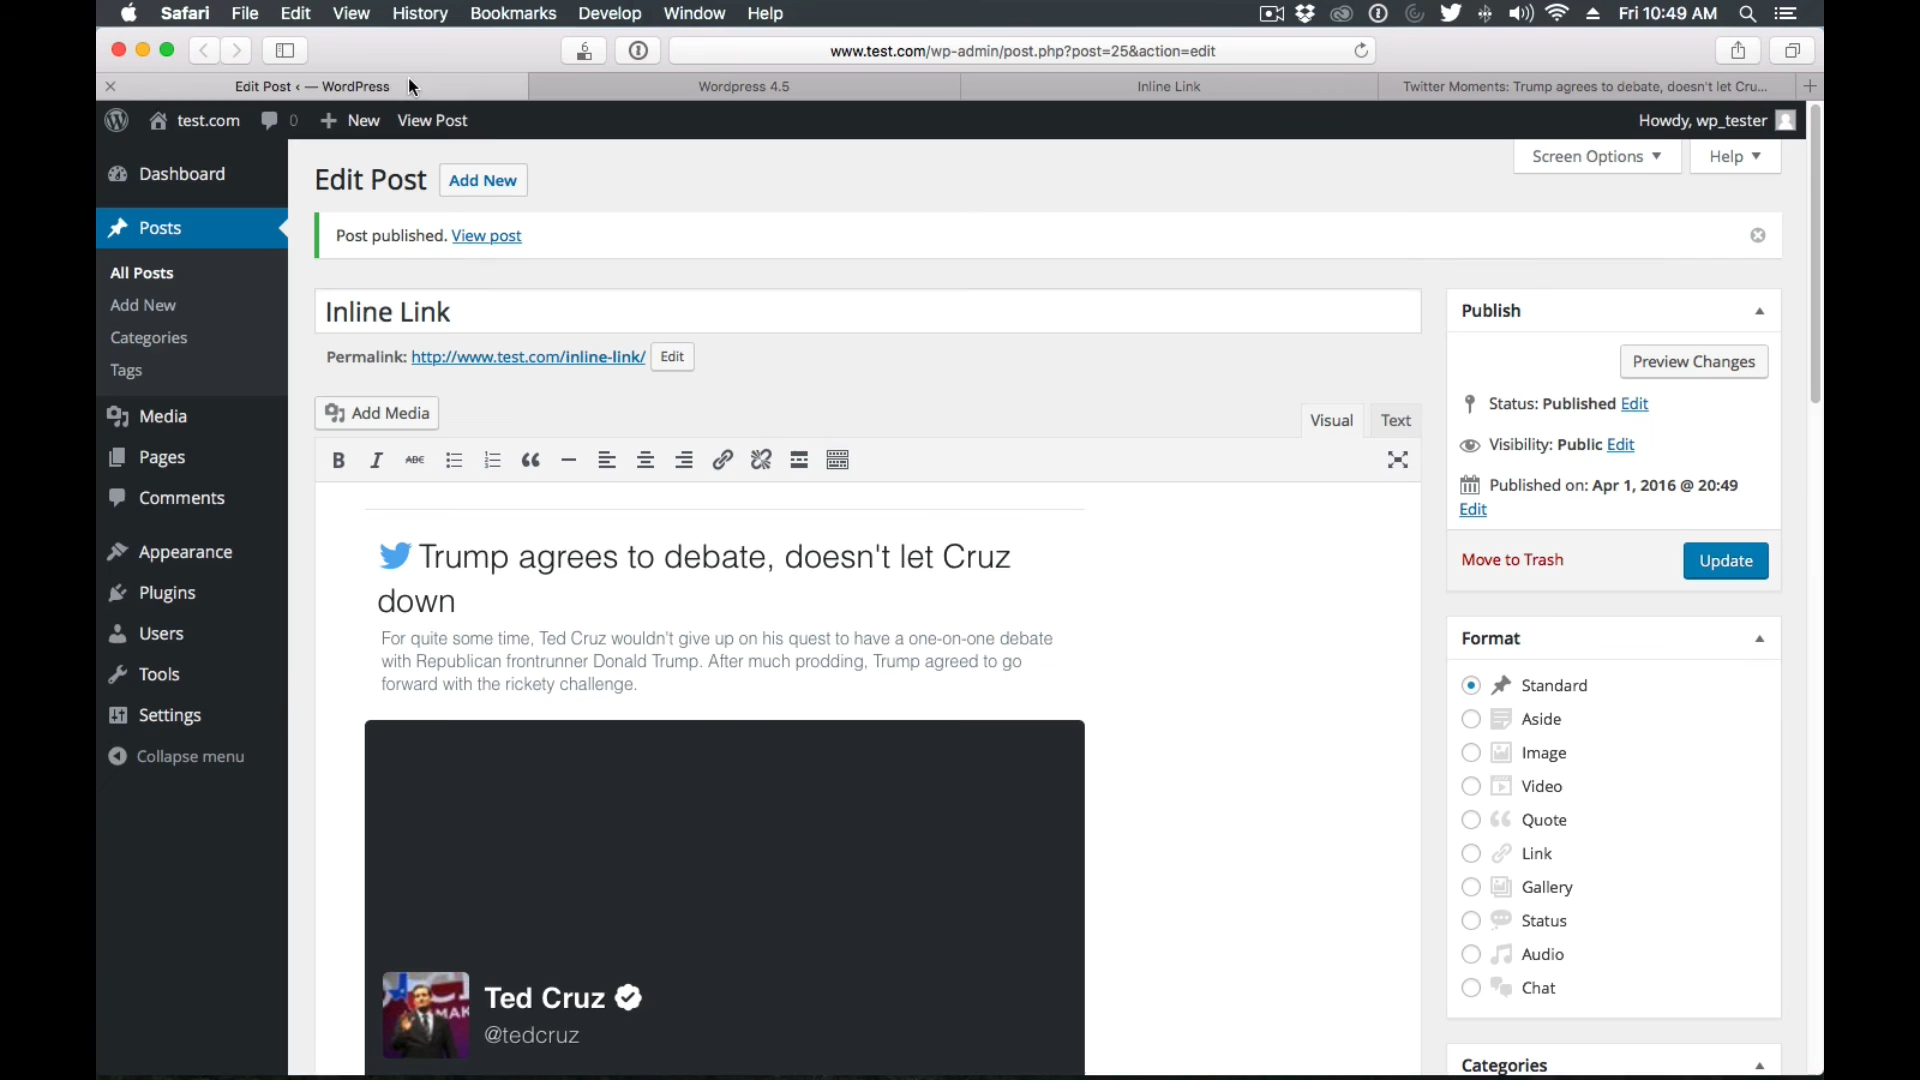 Safari File Edit View History Bookmarks Develop Window Help Fri 10:49 AM
6 www.test.com/wp-admin/post.php?post=25&action=edit
Edit Post ‹ — WordPress Wordpress 4.5 Inline Link Twitter Moments: Trump agrees to debate, doesn't let Cru...
test.com 0 New View Post Howdy, wp_tester
Screen Options Help
Dashboard
Posts
All Posts
Add New
Categories
Tags
Media
Pages
Comments
Appearance
Plugins
Users
Tools
Settings
Collapse menu
Edit Post Add New
Post published. View post
Inline Link
Permalink: http://www.test.com/inline-link/ Edit
Add Media
Visual Text
B I ABC
Trump agrees to debate, doesn't let Cruz
down
For quite some time, Ted Cruz wouldn't give up on his quest to have a one-on-one debate
with Republican frontrunner Donald Trump. After much prodding, Trump agreed to go
forward with the rickety challenge.
MAK
Ted Cruz
@tedcruz
Publish
Preview Changes
Status: Published Edit
Visibility: Public Edit
Published on: Apr 1, 2016 @ 20:49
Edit
Move to Trash Update
Format
Standard
Aside
Image
Video
Quote
Link
Gallery
Status
Audio
Chat
Categories